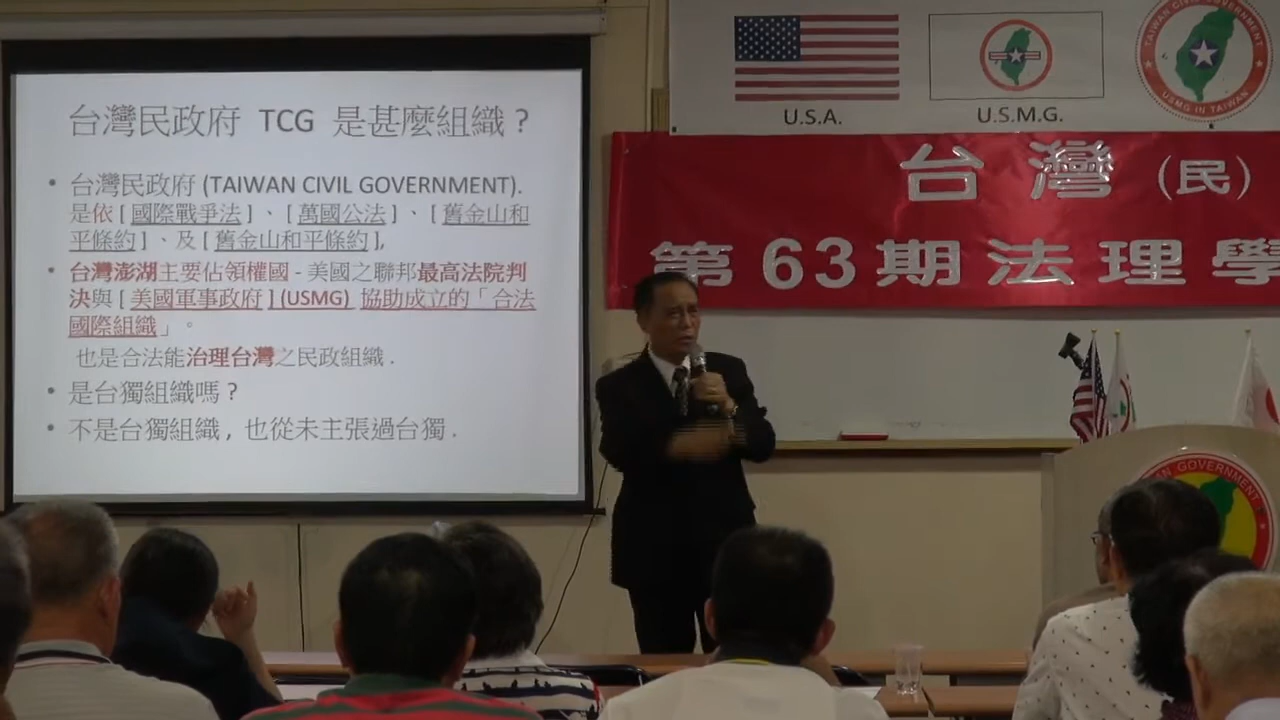 台灣民政府 TCG 是甚麼組織？
• 台灣民政府 (TAIWAN CIVIL GOVERNMENT).
是依 [ 國際戰爭法 ] 、 [ 萬國公法 ] 、 [ 舊金山和
平條約 ] 、及 [ 舊金山和平條約 ],
• 台灣澎湖主要佔領權國 - 美國之聯邦最高法院判
決與 [ 美國軍事政府 ] (USMG) 協助成立的「合法
國際組織」。
也是合法能治理台灣之民政組織 .
• 是台獨組織嗎 ?
• 不是台獨組織 , 也從未主張過台獨 .
U.S.A.
U.S.M.G.
TAIWAN CIVIL GOVERNMENT
USMG IN TAIWAN
台灣 (民)
第63期法理學
GOVERNMENT